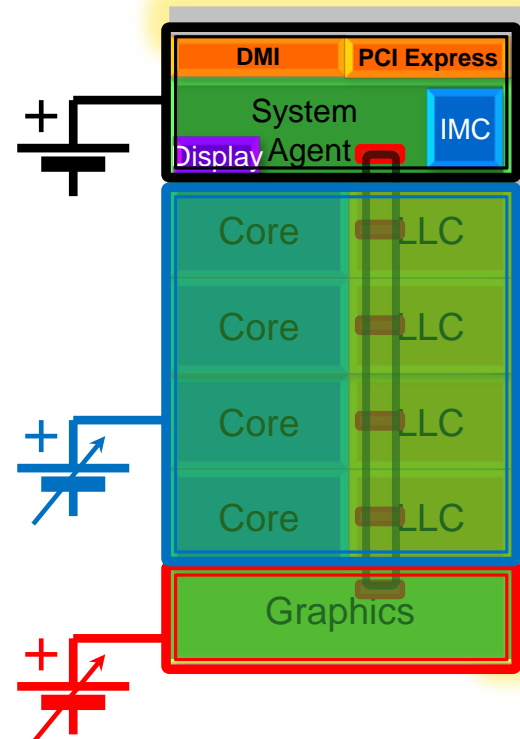 DMI PCI Express
+
System
Agent
IMC
Display
Core LLC
Core LLC
Core LLC
+
Core LLC
Graphics
+